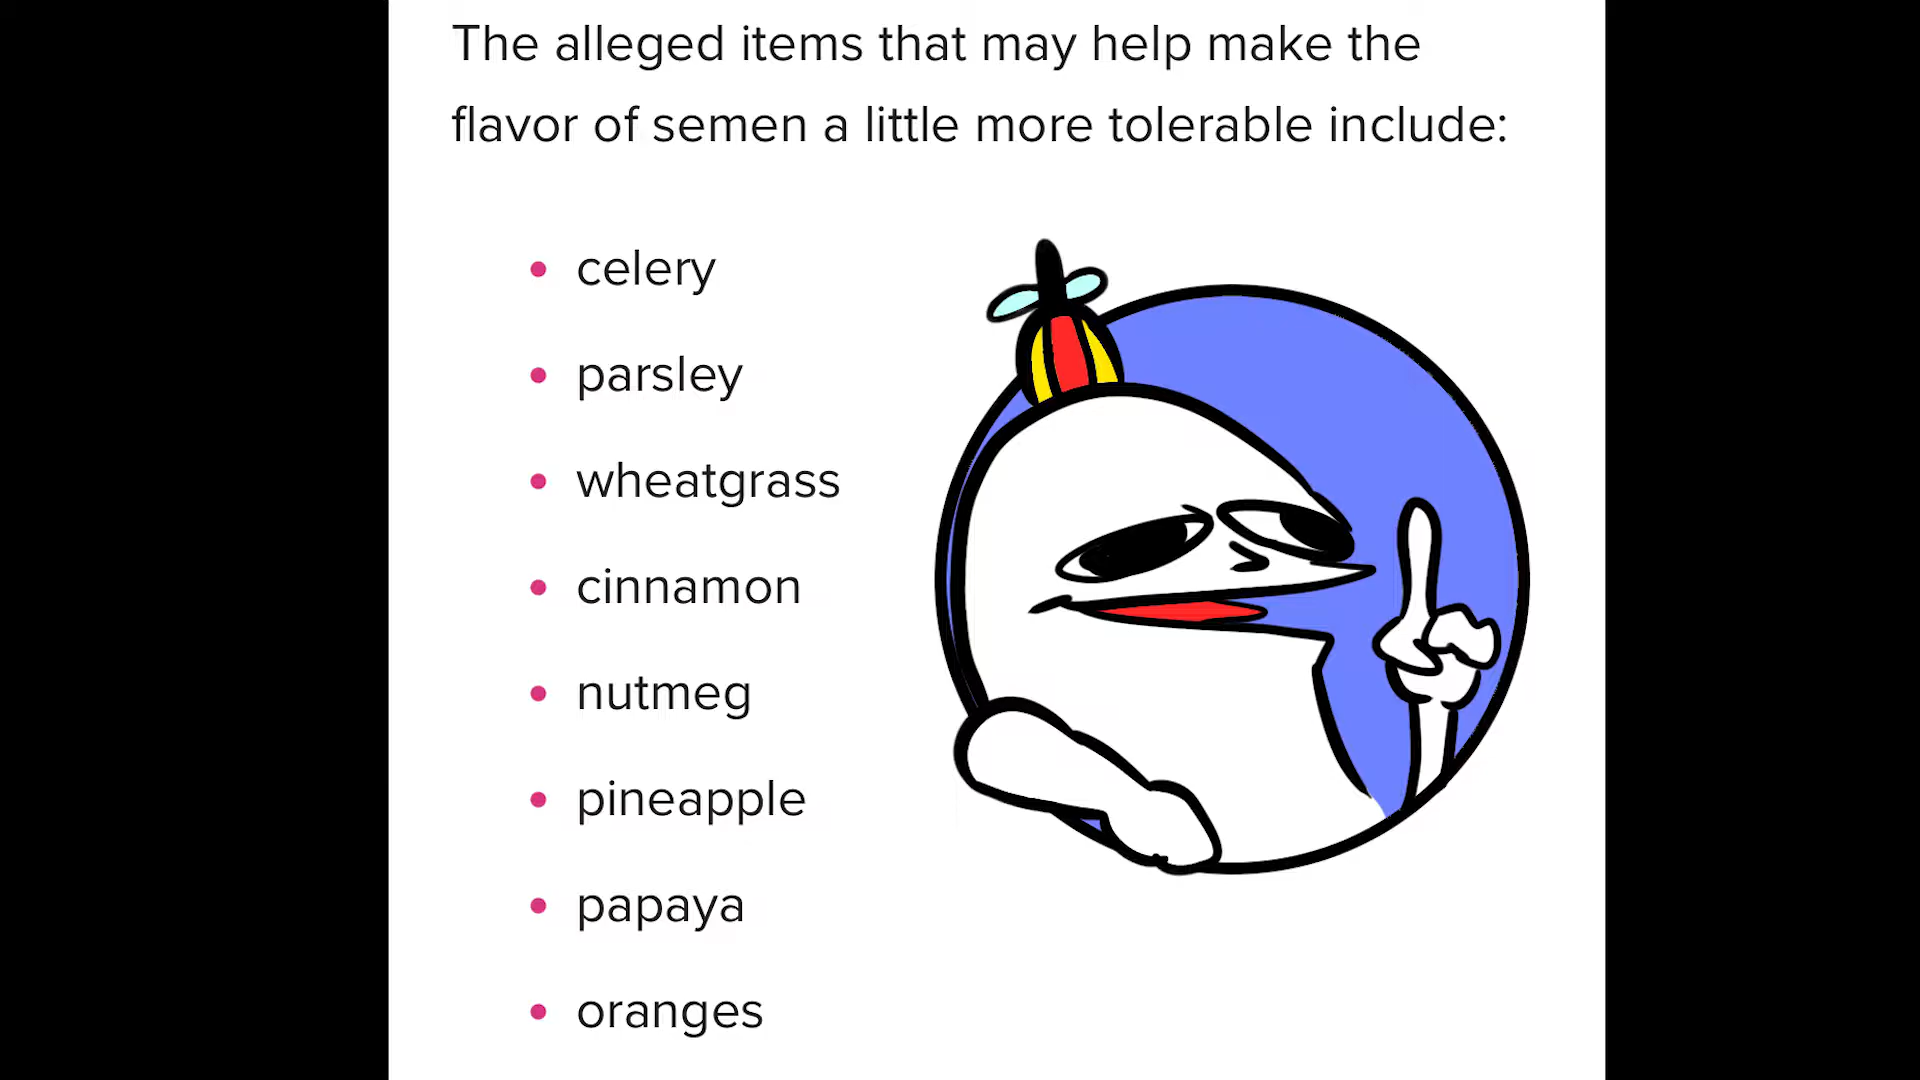 The alleged items that may help make the
flavor of semen a little more tolerable include:
celery
parsley
wheatgrass
cinnamon
nutmeg
pineapple
papaya
oranges